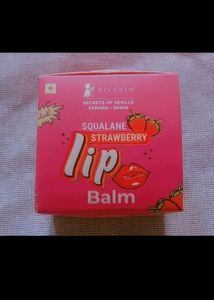 PILGRIM
SECRETS OF SEVILLE
ESPAÑA - SPAIN
SQUALANE
STRAWBERRY
lip
Balm